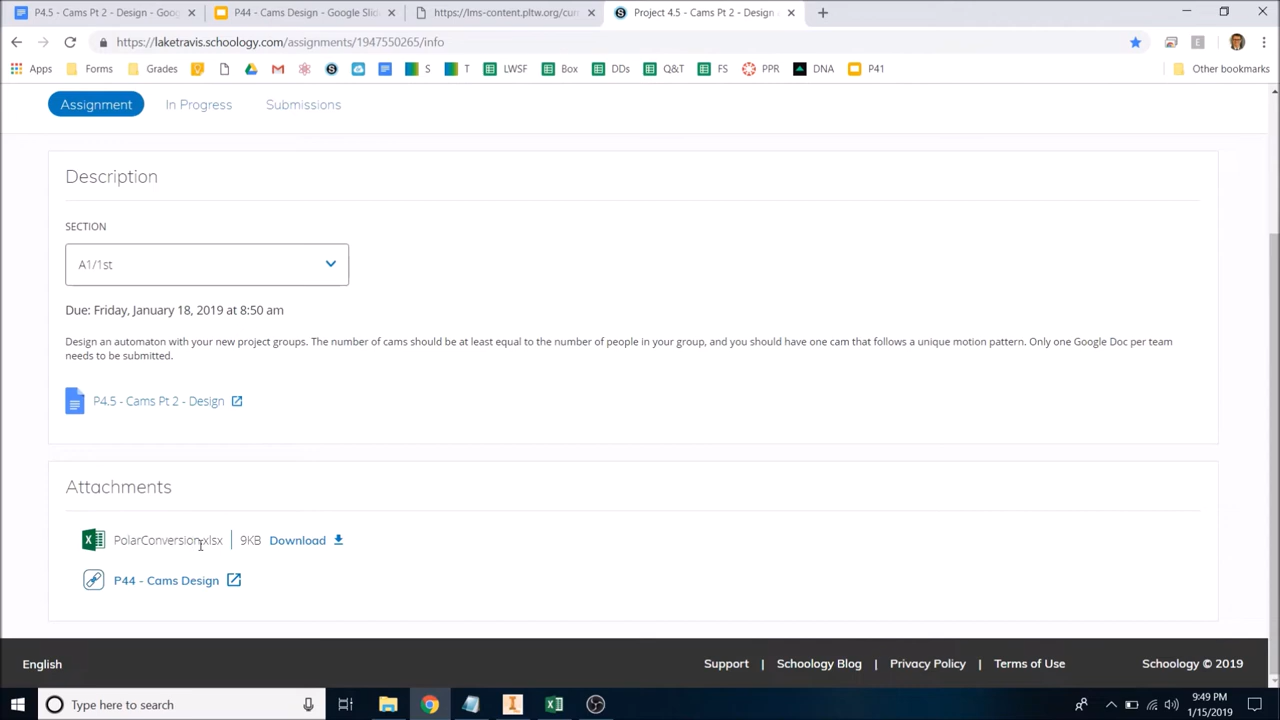 P4.5 - Cams Pt 2 - Design - Goog
P44 - Cams Design - Google Slid
https://lms-content.pltw.org/cur
Project 4.5 - Cams Pt 2 - Design
https://laketravis.schoology.com/assignments/1947550265/info
Apps Forms Grades S T LWSF Box DDs Q&T FS PPR DNA P41 Other bookmarks
Assignment In Progress Submissions
Description
SECTION
A1/1st
Due: Friday, January 18, 2019 at 8:50 am
Design an automaton with your new project groups. The number of cams should be at least equal to the number of people in your group, and you should have one cam that follows a unique motion pattern. Only one Google Doc per team
needs to be submitted.
P4.5 - Cams Pt 2 - Design
Attachments
PolarConversion.xlsx 9KB Download
P44 - Cams Design
English Support | Schoology Blog | Privacy Policy | Terms of Use Schoology © 2019
Type here to search
9:49 PM
1/15/2019